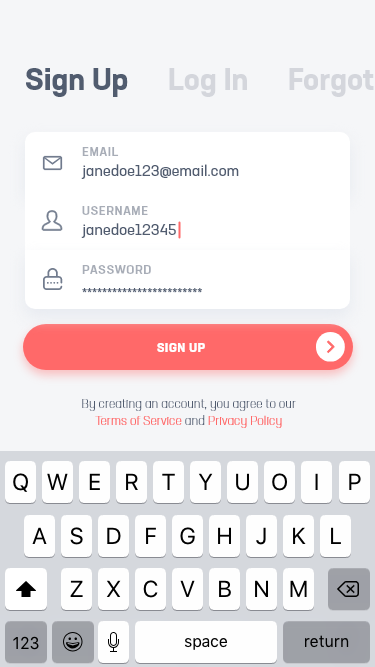 Sign Up Log In Forgot
EMAIL
janedoe123@email.com
USERNAME
janedoe12345
PASSWORD
************************
SIGN UP
By creating an account, you agree to our
Terms of Service and Privacy Policy
Q W E R T Y U O I P
A S D F G H J K L
Z X C V B N M
123 space return